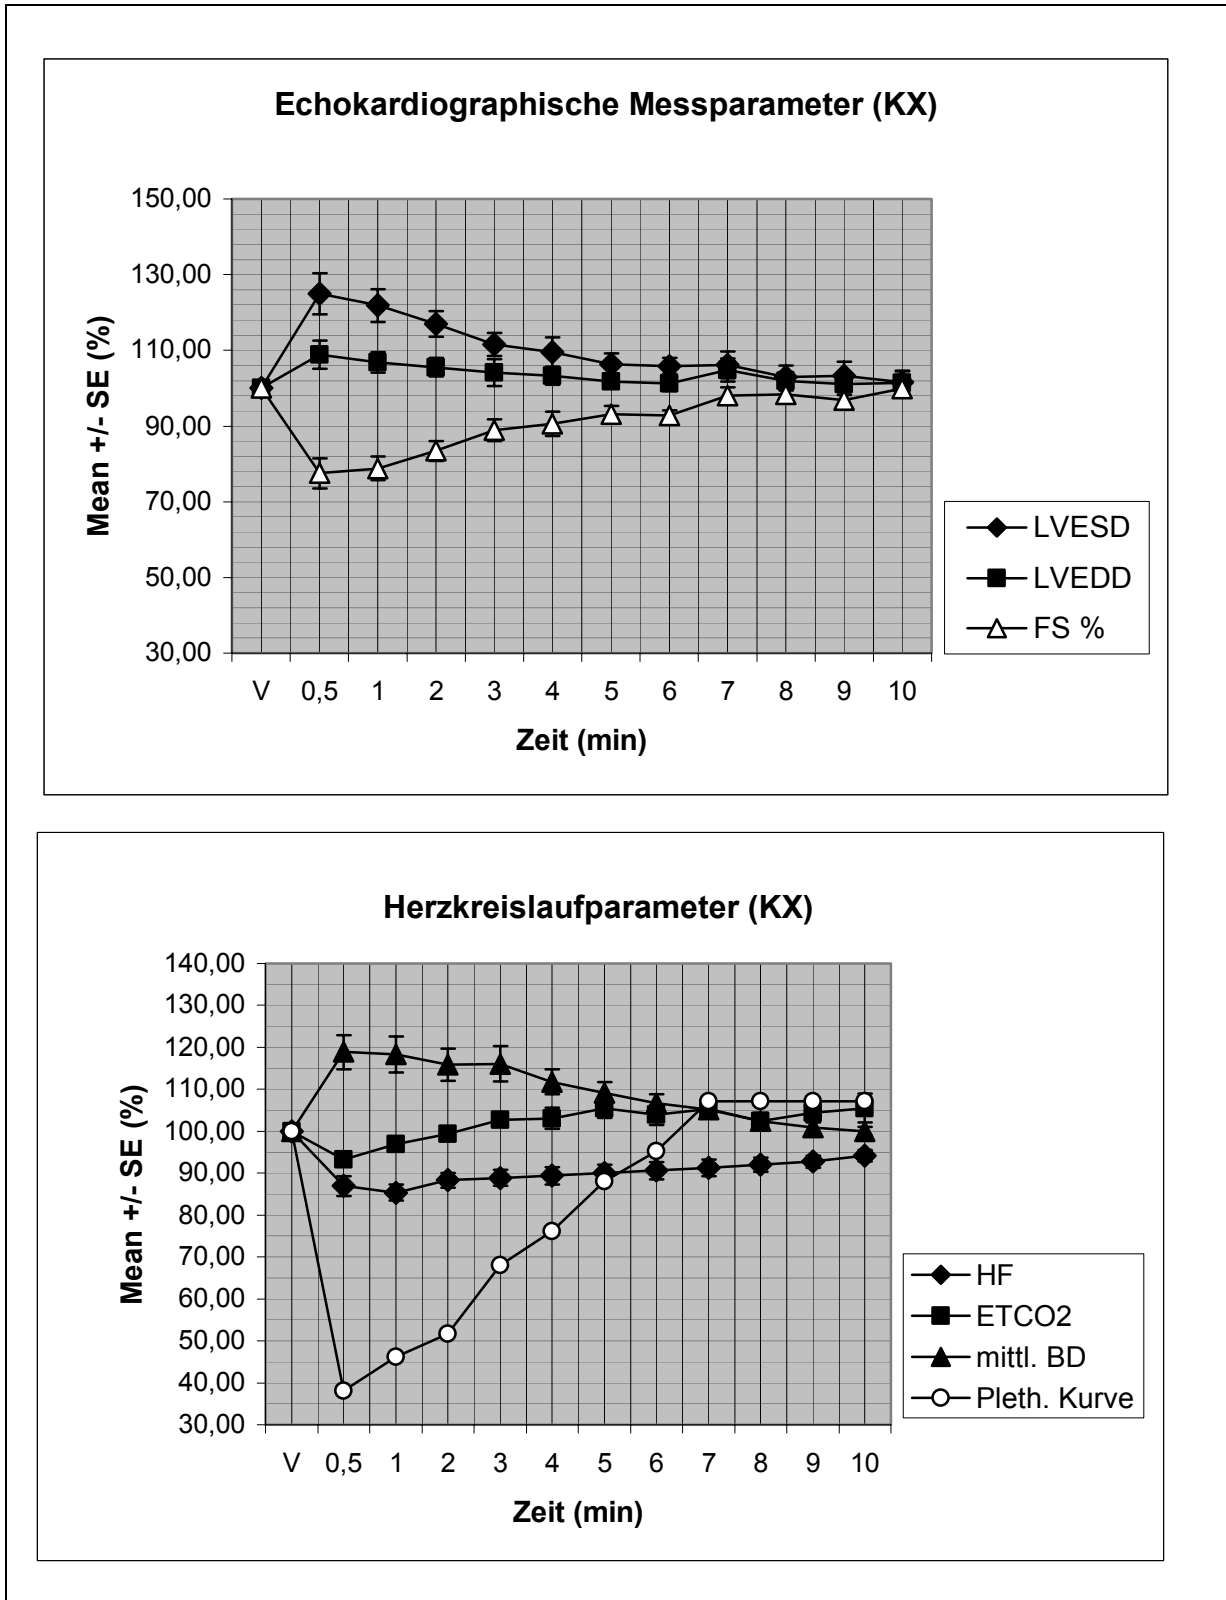 Echokardiographische Messparameter (KX)
150,00
130,00
110,00
90,00
70,00
50,00
30,00
Mean +/- SE (%)
V 0,5 1 2 3 4 5 6 7 8 9 10
Zeit (min)
LVESD
LVEDD
FS %
Herzkreislaufparameter (KX)
140,00
130,00
120,00
110,00
100,00
90,00
80,00
70,00
60,00
50,00
40,00
30,00
Mean +/- SE (%)
V 0,5 1 2 3 4 5 6 7 8 9 10
Zeit (min)
HF
ETCO2
mittl. BD
Pleth. Kurve